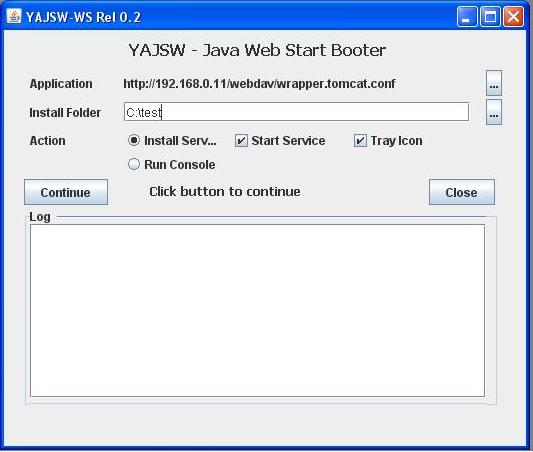 YAJSW-WS Rel 0.2
YAJSW - Java Web Start Booter
Application http://192.168.0.11/webdav/wrapper.tomcat.conf ...
Install Folder C:\test ...
Action Install Serv... Start Service Tray Icon
Run Console
Continue Click button to continue Close
Log